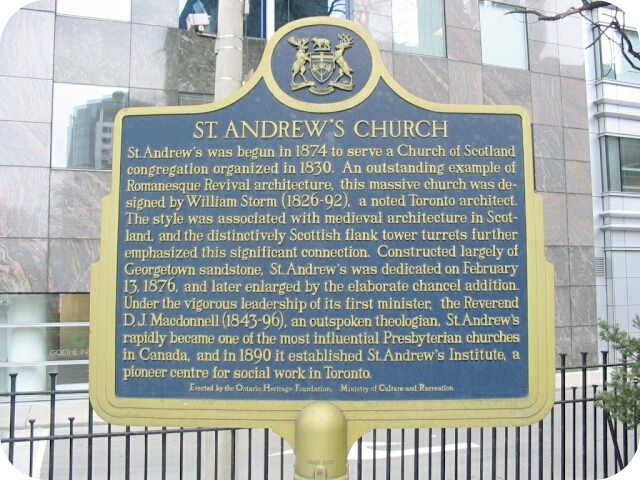 ST. ANDREW'S CHURCH
St. Andrew's was begun in 1874 to serve a Church of Scotland
congregation organized in 1830. An outstanding example of
Romanesque Revival architecture, this massive church was de-
signed by William Storm (1826-92), a noted Toronto architect.
The style was associated with medieval architecture in Scot-
land, and the distinctively Scottish flank tower turrets further
emphasized this significant connection. Constructed largely of
Georgetown sandstone, St. Andrew's was dedicated on February
13, 1876, and later enlarged by the elaborate chancel addition.
Under the vigorous leadership of its first minister, the Reverend
D.J. Macdonnell (1843-96), an outspoken theologian, St. Andrew's
rapidly became one of the most influential Presbyterian churches
in Canada, and in 1890 it established St. Andrew's Institute, a
pioneer centre for social work in Toronto.
Erected by the Ontario Heritage Foundation, Ministry of Culture and Recreation
GOETHE-IN